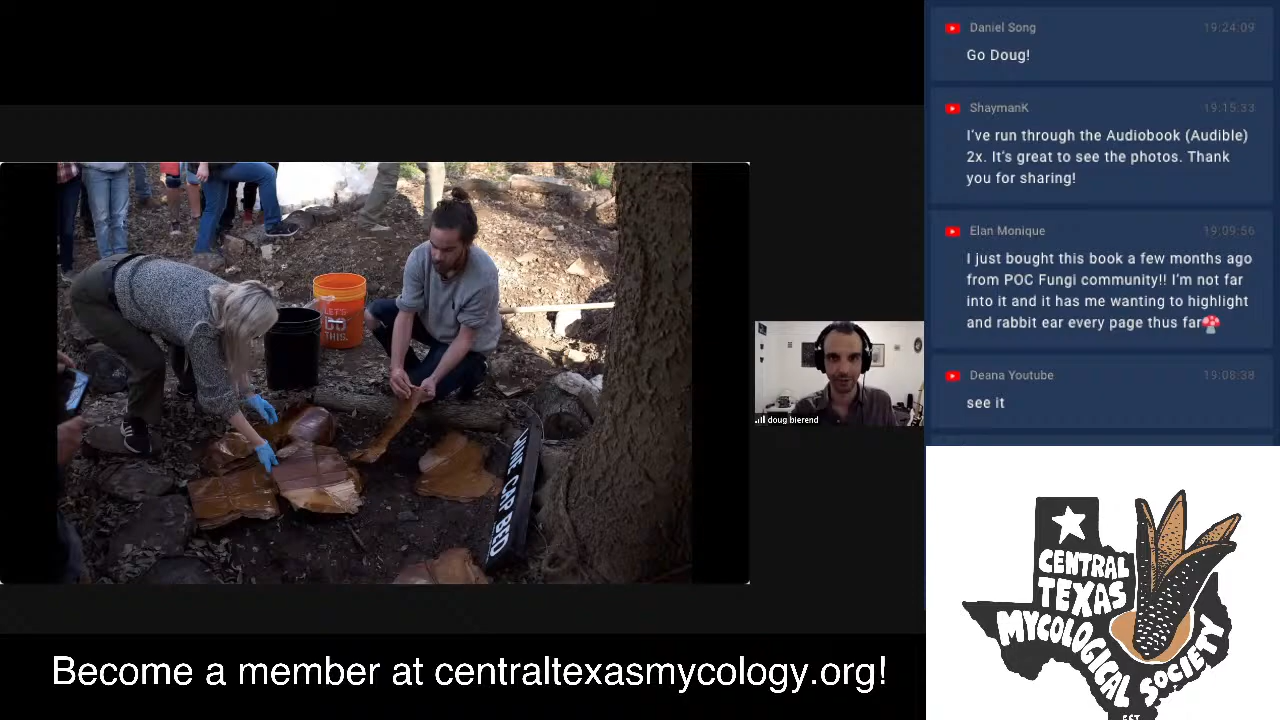 LET'S
DO
THIS.
WINE CAP BED
doug bierend
Become a member at centraltexasmycology.org!
Daniel Song 19:24:09
Go Doug!
ShaymanK 19:15:33
I've run through the Audiobook (Audible)
2x. It's great to see the photos. Thank
you for sharing!
Elan Monique 19:09:56
I just bought this book a few months ago
from POC Fungi community!! I'm not far
into it and it has me wanting to highlight
and rabbit ear every page thus far🍄
Deana Youtube 19:08:38
see it
CENTRAL
TEXAS
MYCOLOGICAL
SOCIETY
EST